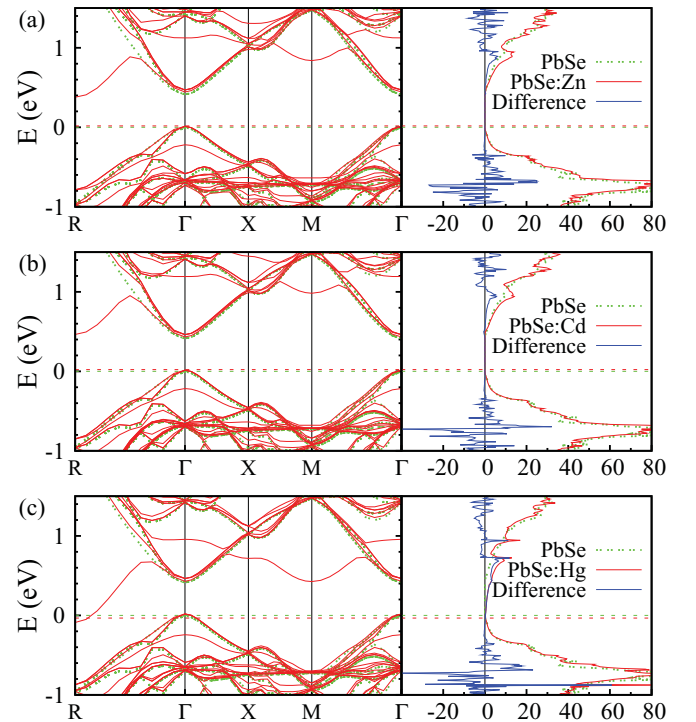 (a)
E (eV)
1
0
-1
R Γ X M Γ
PbSe
PbSe:Zn
Difference
-20 0 20 40 60 80
(b)
E (eV)
1
0
-1
R Γ X M Γ
PbSe
PbSe:Cd
Difference
-20 0 20 40 60 80
(c)
E (eV)
1
0
-1
R Γ X M Γ
PbSe
PbSe:Hg
Difference
-20 0 20 40 60 80